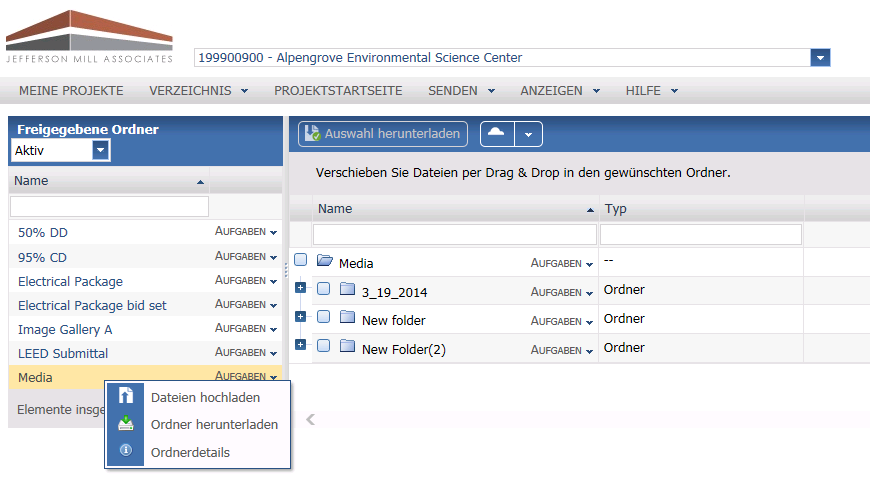 JEFFERSON MILL ASSOCIATES
199900900 - Alpengrove Environmental Science Center
MEINE PROJEKTE VERZEICHNIS PROJEKTSTARTSEITE SENDEN ANZEIGEN HILFE
Freigegebene Ordner
Aktiv
Name
50% DD AUFGABEN
95% CD AUFGABEN
Electrical Package AUFGABEN
Electrical Package bid set AUFGABEN
Image Gallery A AUFGABEN
LEED Submittal AUFGABEN
Media AUFGABEN
Elemente insge
Dateien hochladen
Ordner herunterladen
Ordnerdetails
Auswahl herunterladen
Verschieben Sie Dateien per Drag & Drop in den gewünschten Ordner.
Name Typ
Media AUFGABEN --
3_19_2014 AUFGABEN Ordner
New folder AUFGABEN Ordner
New Folder(2) AUFGABEN Ordner